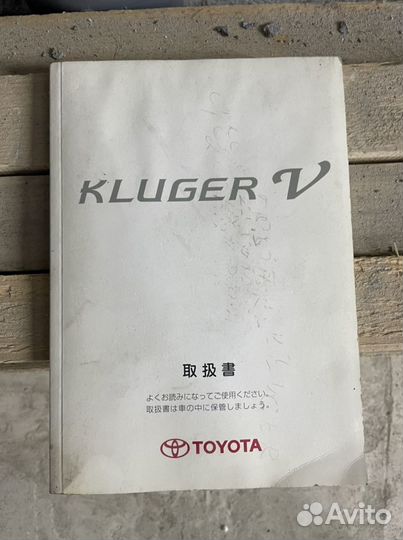 KLUGER V
取扱書
よくお読みになってご使用ください。
取扱書は車の中に保管しましょう。
TOYOTA
Avito